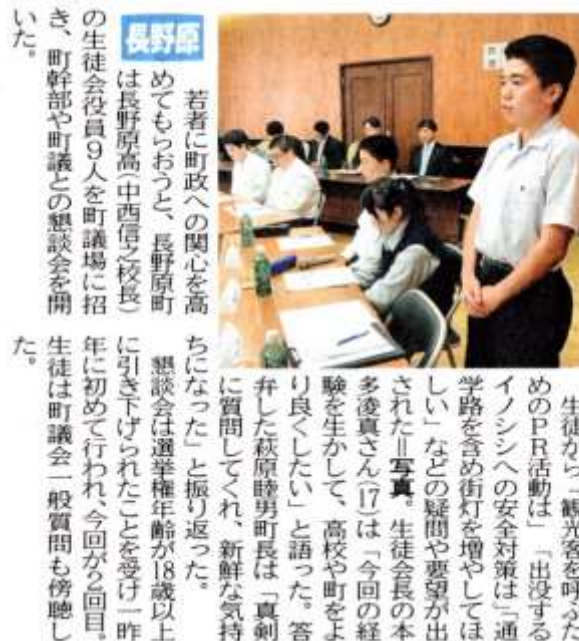 長野原
若者に町政への関心を高
めてもらおうと、長野原町
は長野原高(中西信之校長)
の生徒会役員9人を町議場に招
き、町幹部や町議との懇談会を開
いた。
生徒から「観光客を呼ぶた
めのPR活動は」「出没する
イノシシへの安全対策は」「通
学路を含め街灯を増やしてほ
しい」などの疑問や要望が出
された=写真。生徒会長の本
多凌真さん(17)は「今回の経
験を生かして、高校や町をよ
り良くしたい」と語った。答
弁した萩原睦男町長は「真剣
に質問してくれ、新鮮な気持
ちになった」と振り返った。
懇談会は選挙権年齢が18歳以上
に引き下げられたことを受け一昨
年に初めて行われ、今回が2回目。
生徒は町議会一般質問も傍聴し
た。